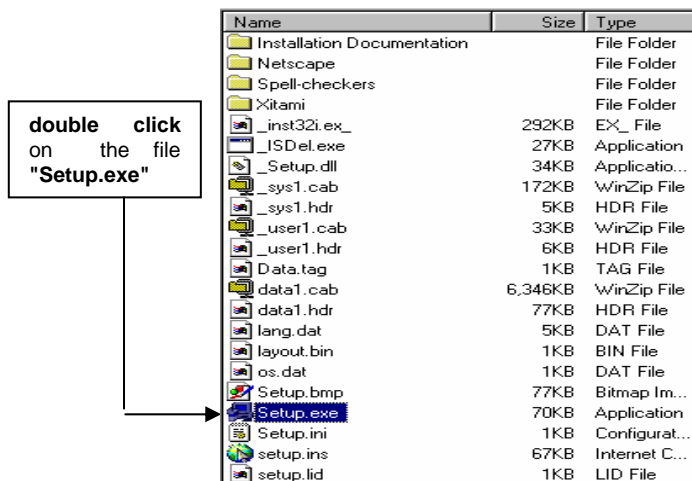 Name Size Type
Installation Documentation File Folder
Netscape File Folder
Spell-checkers File Folder
Xitami File Folder
double click
on the file
"Setup.exe"
_inst32i.ex_ 292KB EX_ File
_ISDel.exe 27KB Application
_Setup.dll 34KB Applicatio...
_sys1.cab 172KB WinZip File
_sys1.hdr 5KB HDR File
_user1.cab 33KB WinZip File
_user1.hdr 6KB HDR File
Data.tag 1KB TAG File
data1.cab 6,346KB WinZip File
data1.hdr 77KB HDR File
lang.dat 5KB DAT File
layout.bin 1KB BIN File
os.dat 1KB DAT File
Setup.bmp 77KB Bitmap Im...
Setup.exe 70KB Application
Setup.ini 1KB Configurat...
setup.ins 67KB Internet C...
setup.lid 1KB LID File